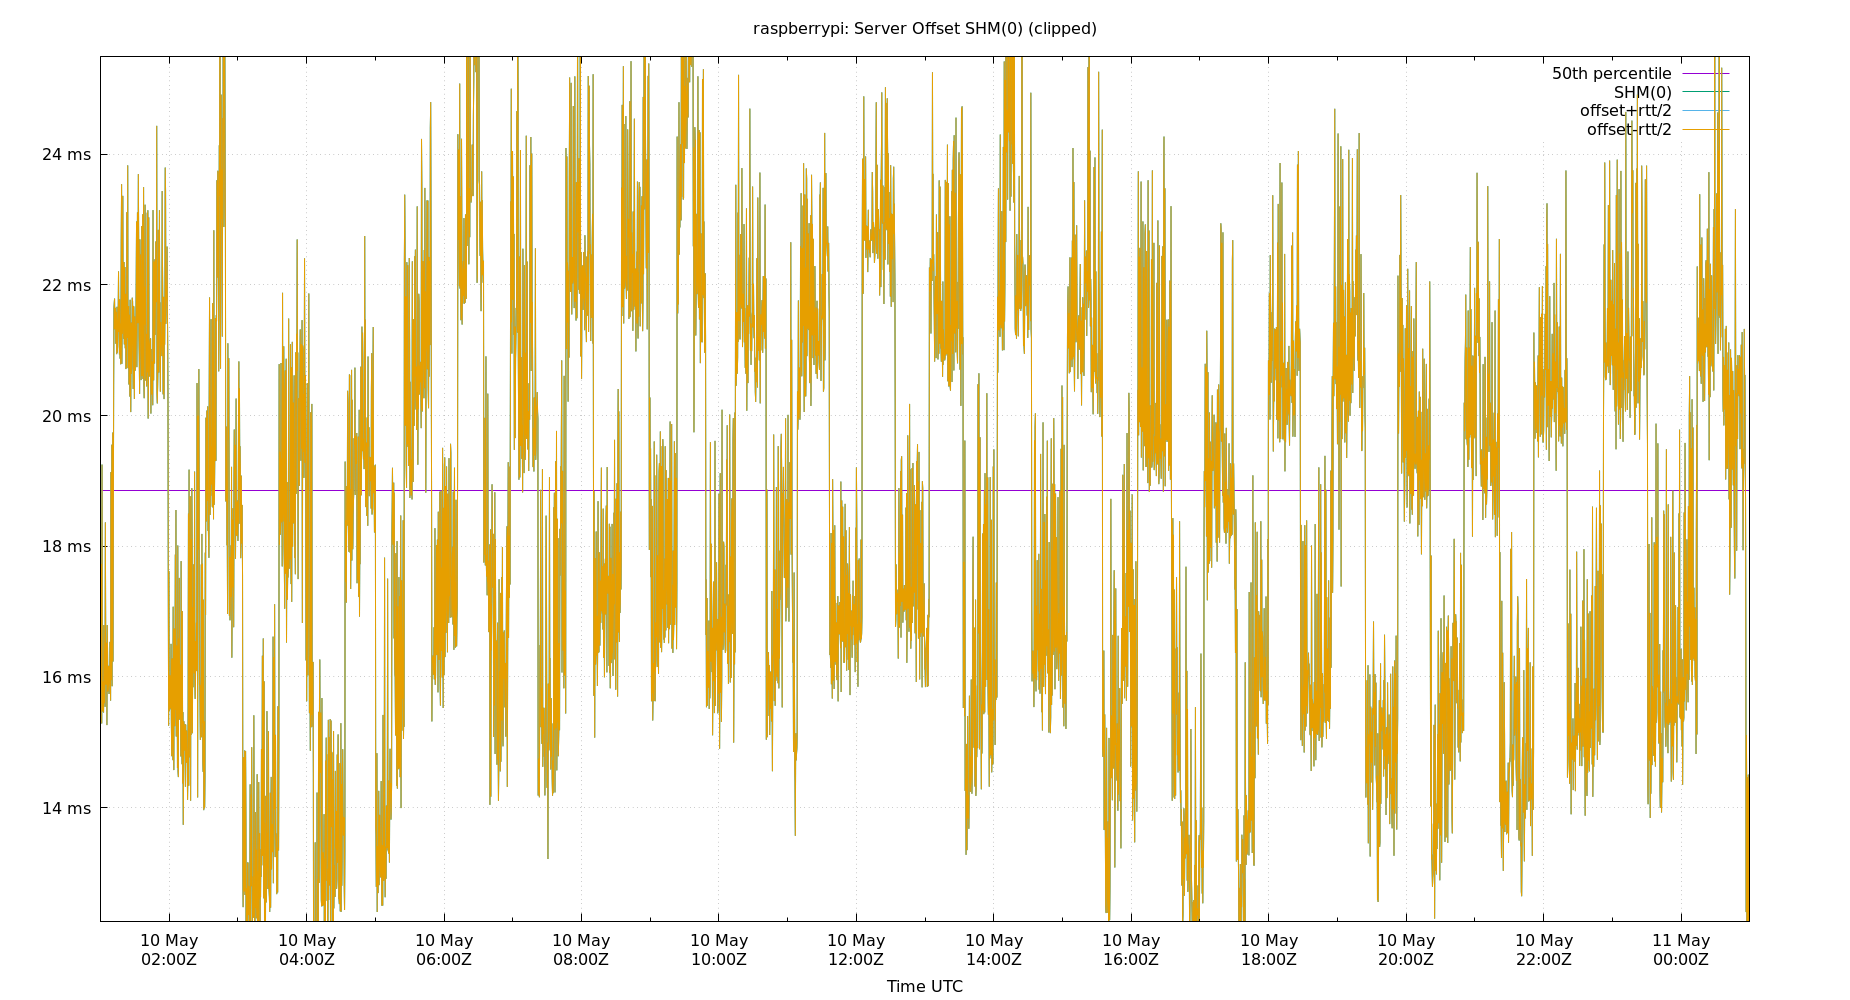 raspberrypi: Server Offset SHM(0) (clipped)
50th percentile
SHM(0)
offset+rtt/2
offset-rtt/2
24 ms
22 ms
20 ms
18 ms
16 ms
14 ms
10 May 10 May 10 May 10 May 10 May 10 May 10 May 10 May 10 May 10 May 10 May 11 May
02:00Z 04:00Z 06:00Z 08:00Z 10:00Z 12:00Z 14:00Z 16:00Z 18:00Z 20:00Z 22:00Z 00:00Z
Time UTC